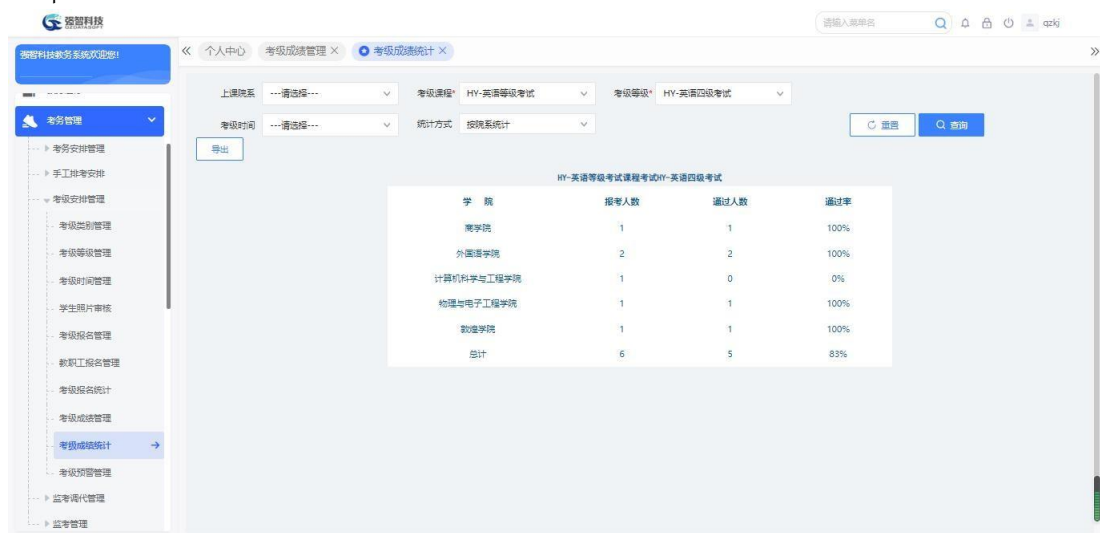 强智科技
QZDATASOFT
请输入菜单名
qzkj
强智科技教务系统欢迎您!
个人中心 考级成绩管理 × 考级成绩统计 ×
上课院系 ---请选择--- 考级课程* HY-英语等级考试 考级等级* HY-英语四级考试
考级时间 ---请选择--- 统计方式 按院系统计 重置 查询
导出
考务管理
考务安排管理
手工排考安排
考级安排管理
考级类别管理
考级等级管理
考级时间管理
学生照片审核
考级报名管理
教职工报名管理
考级报名统计
考级成绩管理
考级成绩统计
考级预警管理
监考调代管理
监考管理
HY-英语等级考试课程考试HY-英语四级考试
学 院 报考人数 通过人数 通过率
商学院 1 1 100%
外国语学院 2 2 100%
计算机科学与工程学院 1 0 0%
物理与电子工程学院 1 1 100%
敦煌学院 1 1 100%
总计 6 5 83%